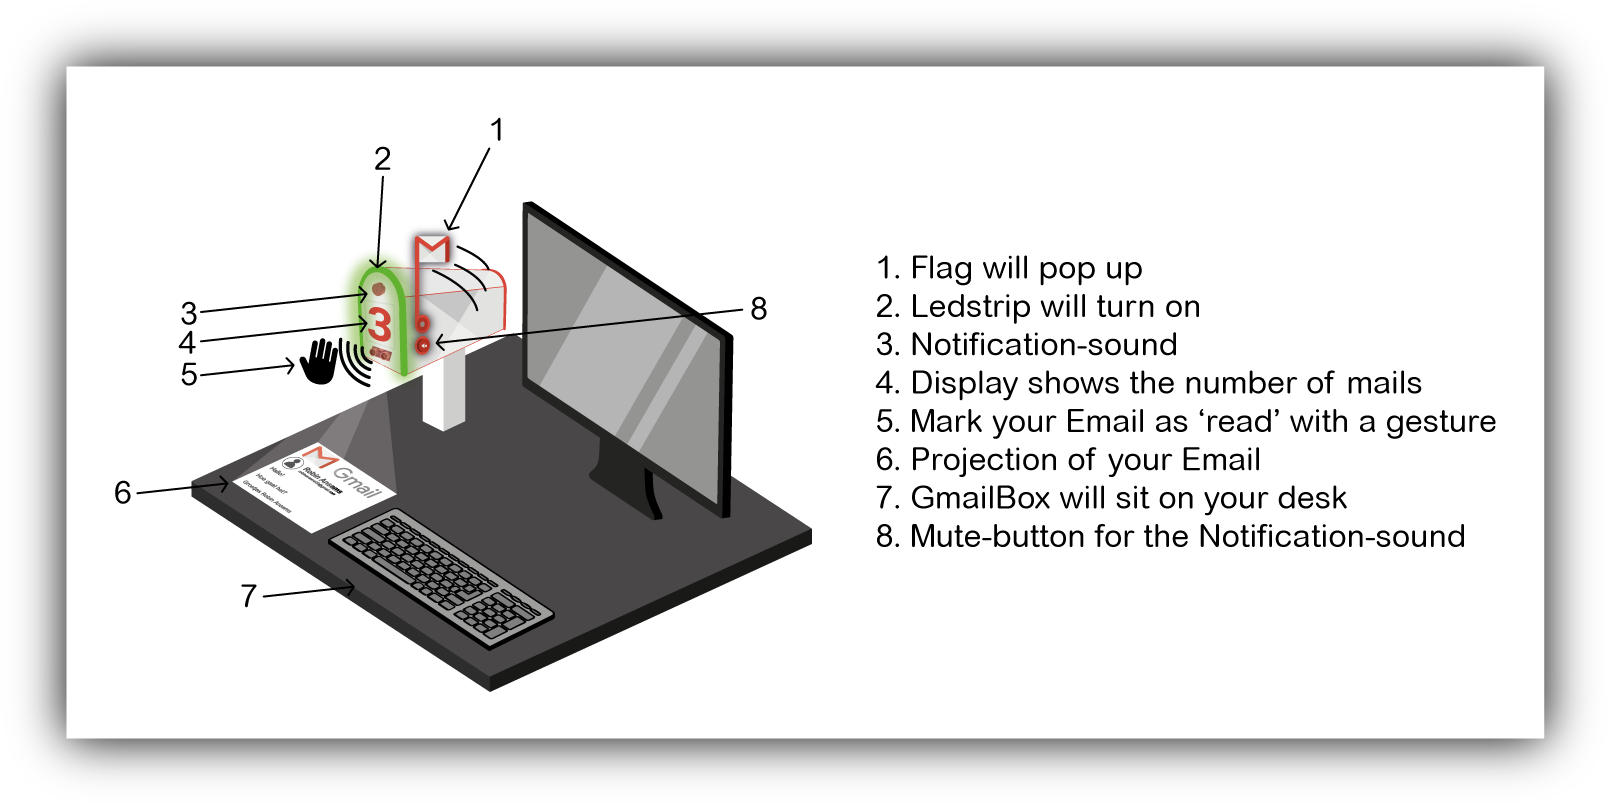 1
2
3
3
4
5
8
6
7
Gmail
Hallo!
Hoe gaat het?
Groetjes Robin Ansems
1. Flag will pop up
2. Ledstrip will turn on
3. Notification-sound
4. Display shows the number of mails
5. Mark your Email as ‘read’ with a gesture
6. Projection of your Email
7. GmailBox will sit on your desk
8. Mute-button for the Notification-sound